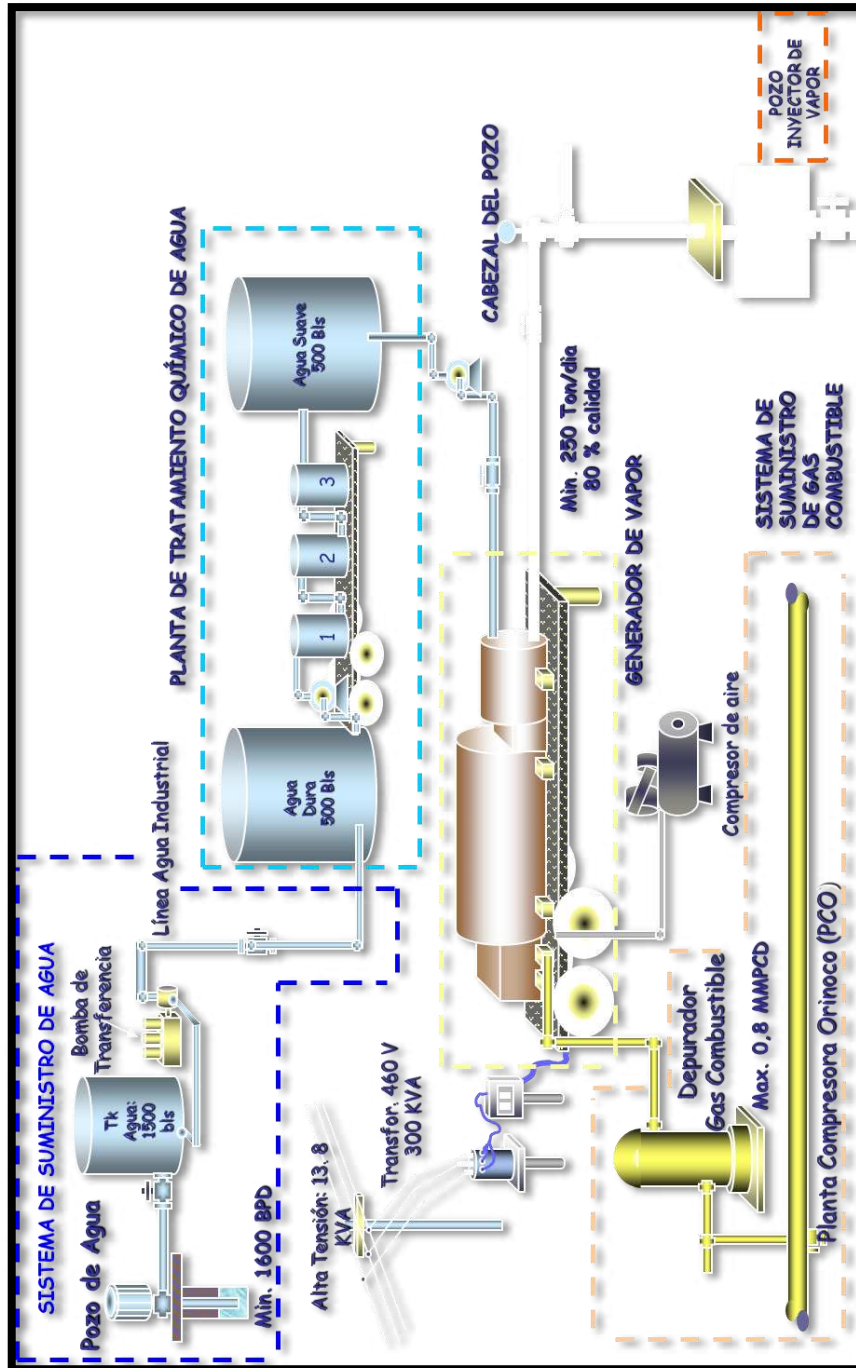 SISTEMA DE SUMINISTRO DE AGUA
Pozo de Agua
Min. 1600 BPD
Tk
Agua:
1500
bls
Bomba de
Transferencia
Línea Agua Industrial
PLANTA DE TRATAMIENTO QUÍMICO DE AGUA
Agua
Dura
500 Bls
1
2
3
Agua Suave
500 Bls
Alta Tensión: 13. 8
KVA
Transfor: 460 V
300 KVA
GENERADOR DE VAPOR
Min. 250 Ton/dia
80 % calidad
CABEZAL DEL POZO
POZO
INYECTOR DE
VAPOR
Compresor de aire
Depurador
Gas Combustible
Max. 0,8 MMPCD
Planta Compresora Orinoco (PCO)
SISTEMA DE
SUMINISTRO
DE GAS
COMBUSTIBLE